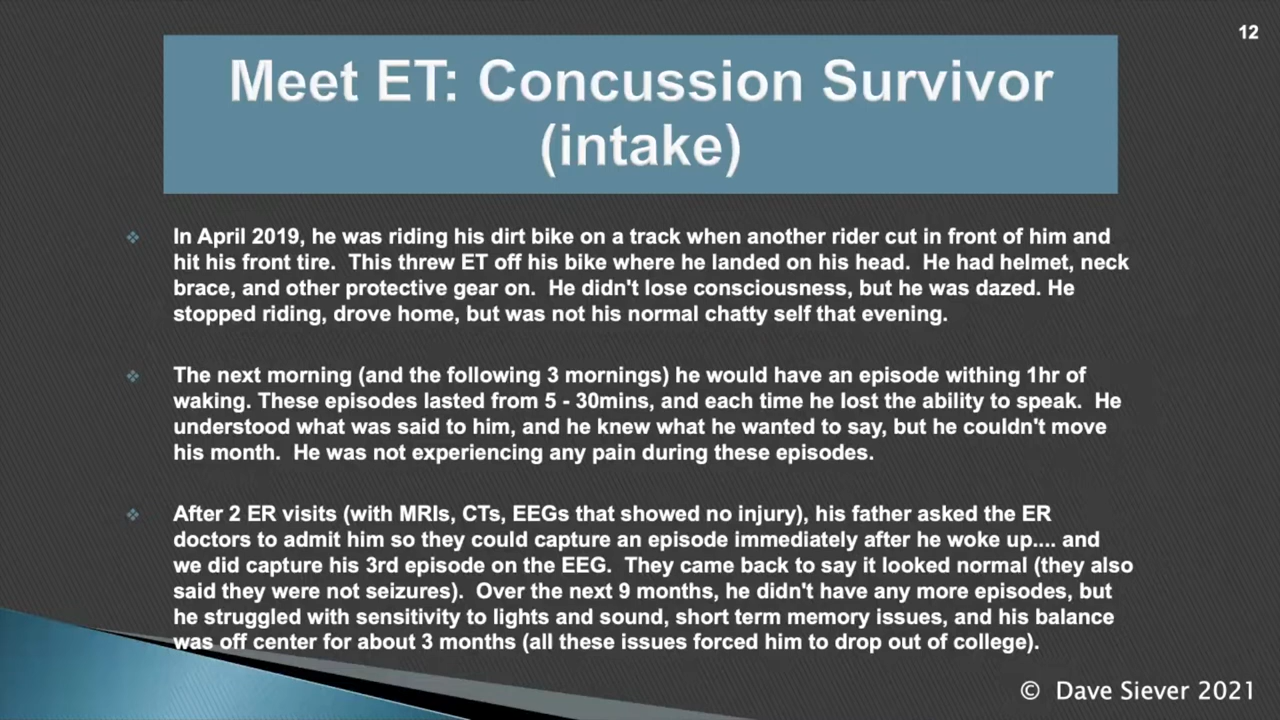 12
Meet ET: Concussion Survivor
(intake)
In April 2019, he was riding his dirt bike on a track when another rider cut in front of him and
hit his front tire.  This threw ET off his bike where he landed on his head.  He had helmet, neck
brace, and other protective gear on.  He didn't lose consciousness, but he was dazed. He
stopped riding, drove home, but was not his normal chatty self that evening.
The next morning (and the following 3 mornings) he would have an episode withing 1hr of
waking. These episodes lasted from 5 - 30mins, and each time he lost the ability to speak.  He
understood what was said to him, and he knew what he wanted to say, but he couldn't move
his month.  He was not experiencing any pain during these episodes.
After 2 ER visits (with MRIs, CTs, EEGs that showed no injury), his father asked the ER
doctors to admit him so they could capture an episode immediately after he woke up.... and
we did capture his 3rd episode on the EEG.  They came back to say it looked normal (they also
said they were not seizures).  Over the next 9 months, he didn't have any more episodes, but
he struggled with sensitivity to lights and sound, short term memory issues, and his balance
was off center for about 3 months (all these issues forced him to drop out of college).
© Dave Siever 2021